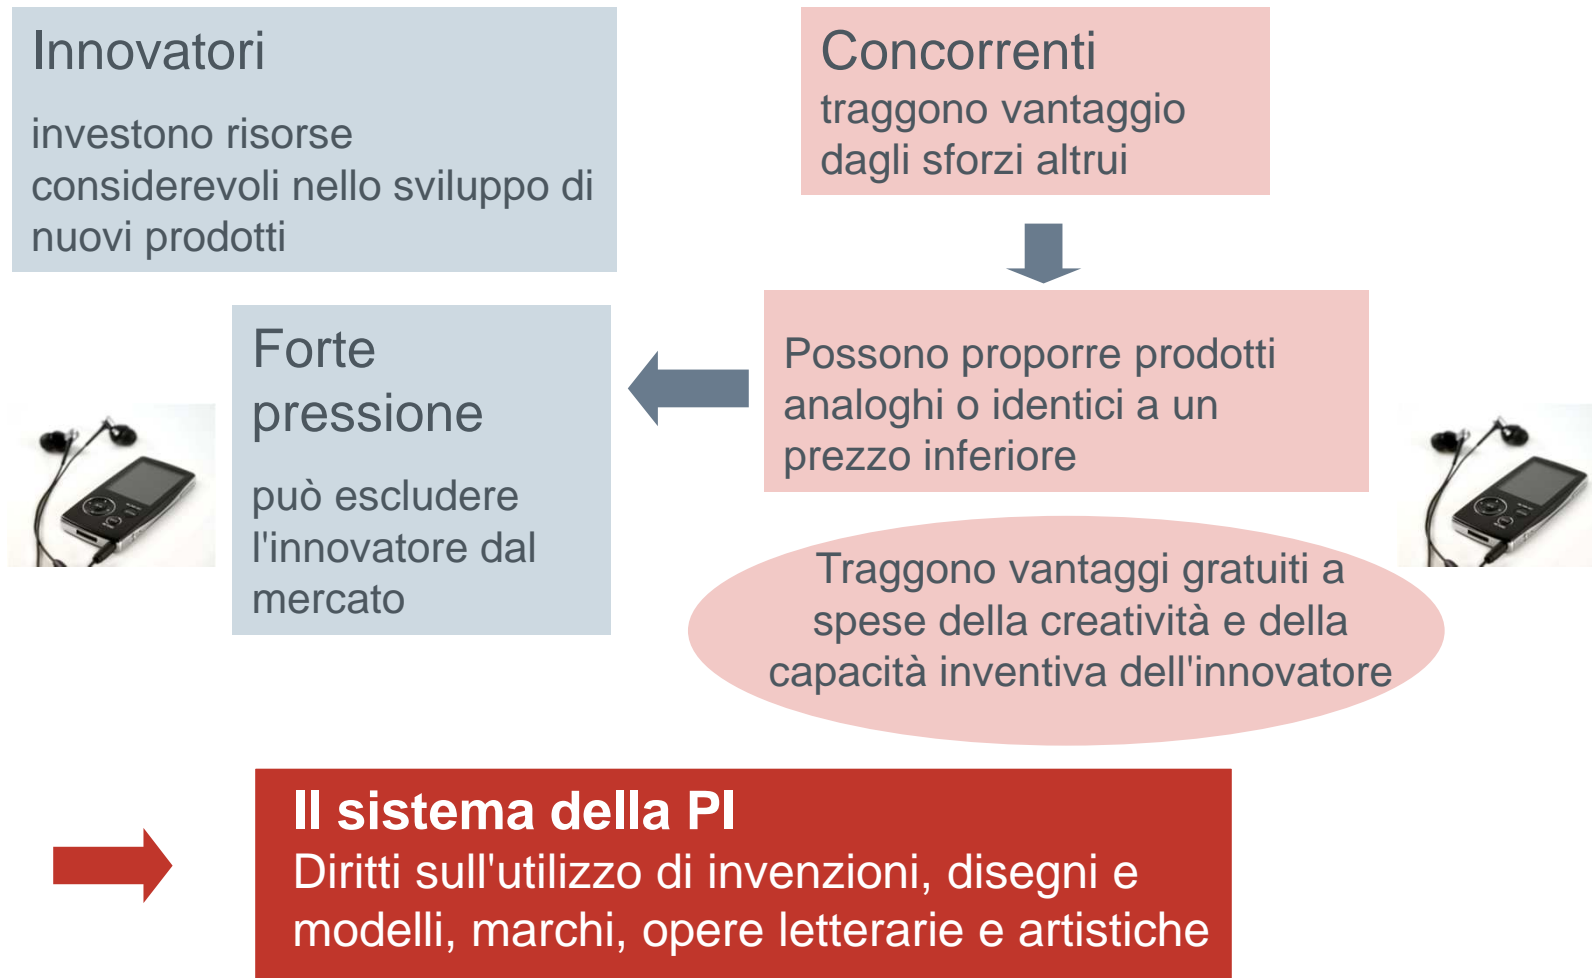 Innovatori
investono risorse
considerevoli nello sviluppo di
nuovi prodotti
Concorrenti
traggono vantaggio
dagli sforzi altrui
Forte
pressione
può escludere
l'innovatore dal
mercato
Possono proporre prodotti
analoghi o identici a un
prezzo inferiore
Traggono vantaggi gratuiti a
spese della creatività e della
capacità inventiva dell'innovatore
Il sistema della PI
Diritti sull'utilizzo di invenzioni, disegni e
modelli, marchi, opere letterarie e artistiche